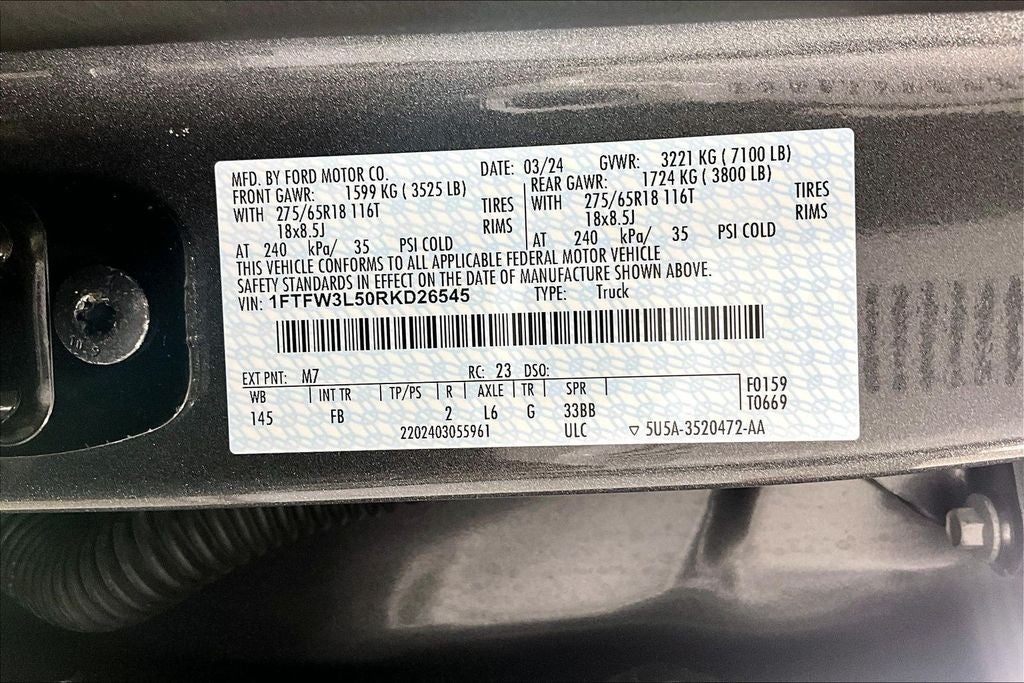 MFD. BY FORD MOTOR CO. DATE: 03/24 GVWR: 3221 KG ( 7100 LB)
FRONT GAWR: 1599 KG ( 3525 LB) REAR GAWR: 1724 KG ( 3800 LB)
WITH 275/65R18 116T TIRES WITH 275/65R18 116T TIRES
18x8.5J RIMS 18x8.5J RIMS
AT 240 kPa/ 35 PSI COLD AT 240 kPa/ 35 PSI COLD
THIS VEHICLE CONFORMS TO ALL APPLICABLE FEDERAL MOTOR VEHICLE
SAFETY STANDARDS IN EFFECT ON THE DATE OF MANUFACTURE SHOWN ABOVE.
VIN: 1FTFW3L50RKD26545 TYPE: Truck
EXT PNT: M7 RC: 23 DSO:
WB INT TR TP/PS R AXLE TR SPR F0159
145 FB 2 L6 G 33BB T0669
2202403055961 ULC ▽ 5U5A-3520472-AA